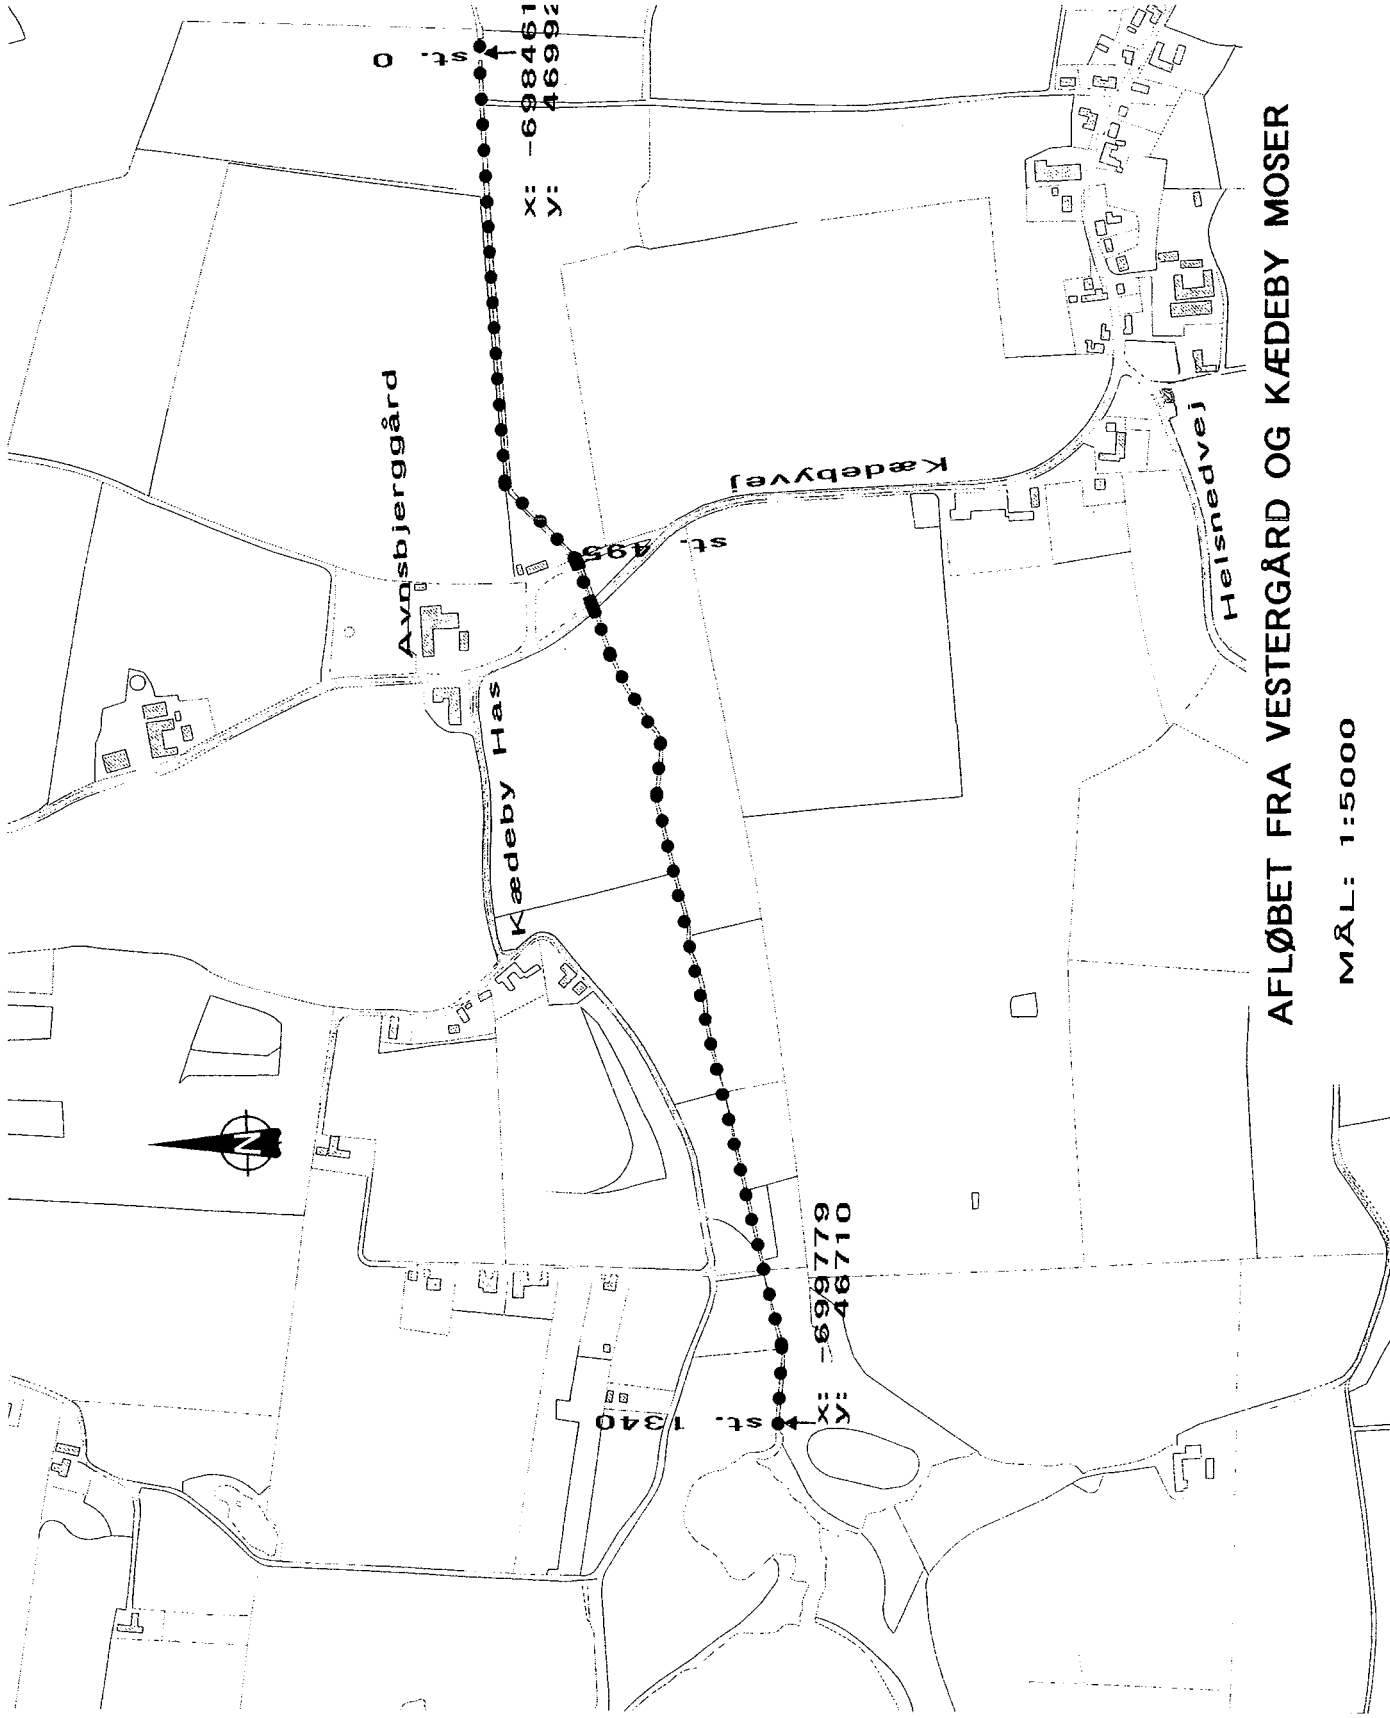 st. 0
x: -698461
y: 46992
Avnsbjerggård
Kædebyvej
st. 495
Helsnedvej
Kædeby Has
N
x: -699779
y: 46710
st. 1340
AFLØBET FRA VESTERGÅRD OG KÆDEBY MOSER
MÅL: 1:5000